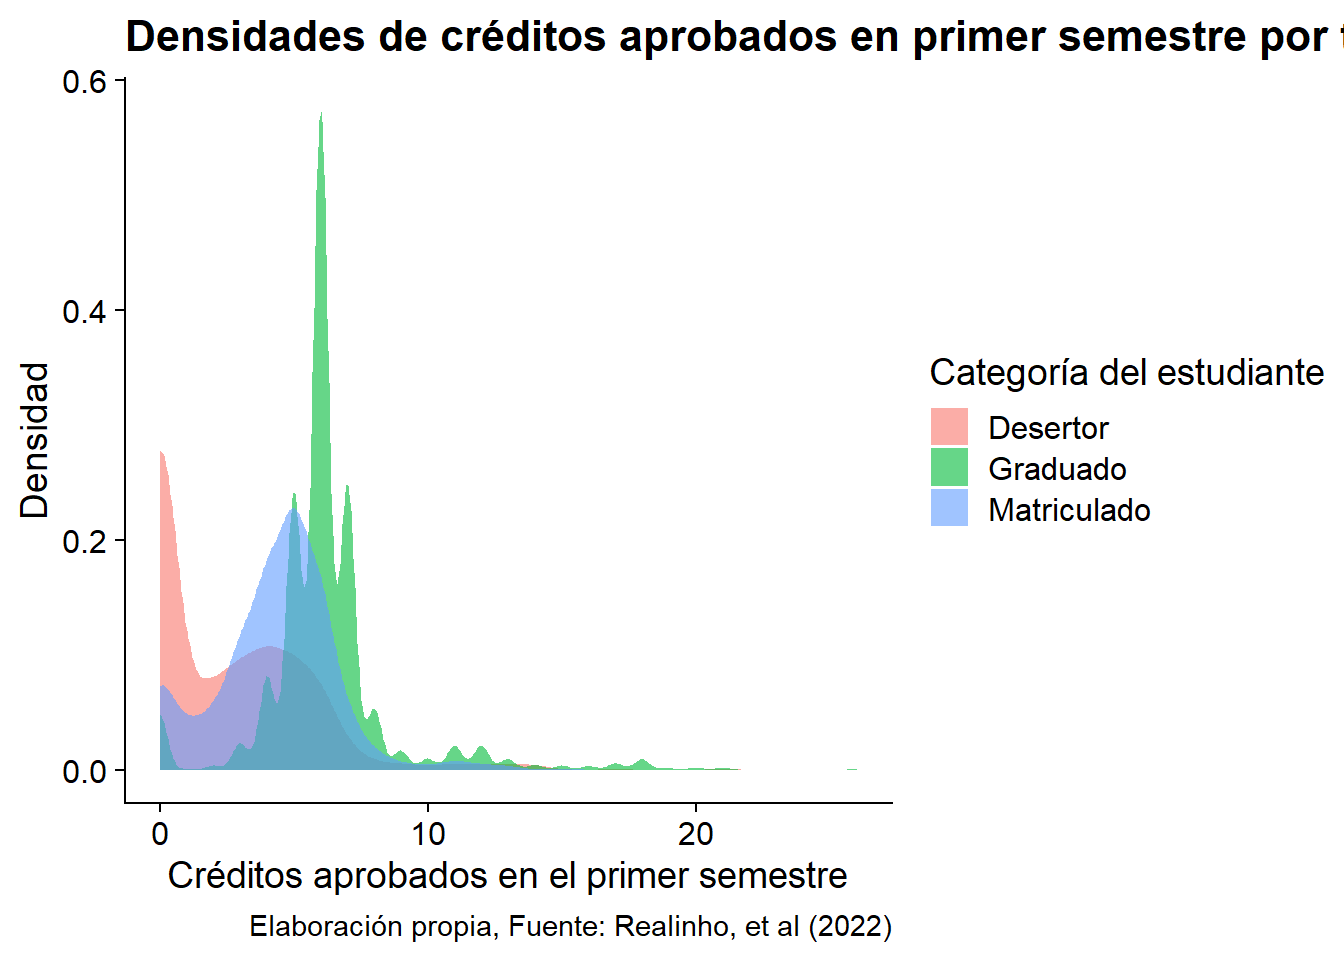 Densidades de créditos aprobados en primer semestre por
0.6
0.4
0.2
0.0
Densidad
0
10
20
Créditos aprobados en el primer semestre
Categoría del estudiante
Desertor
Graduado
Matriculado
Elaboración propia, Fuente: Realinho, et al (2022)